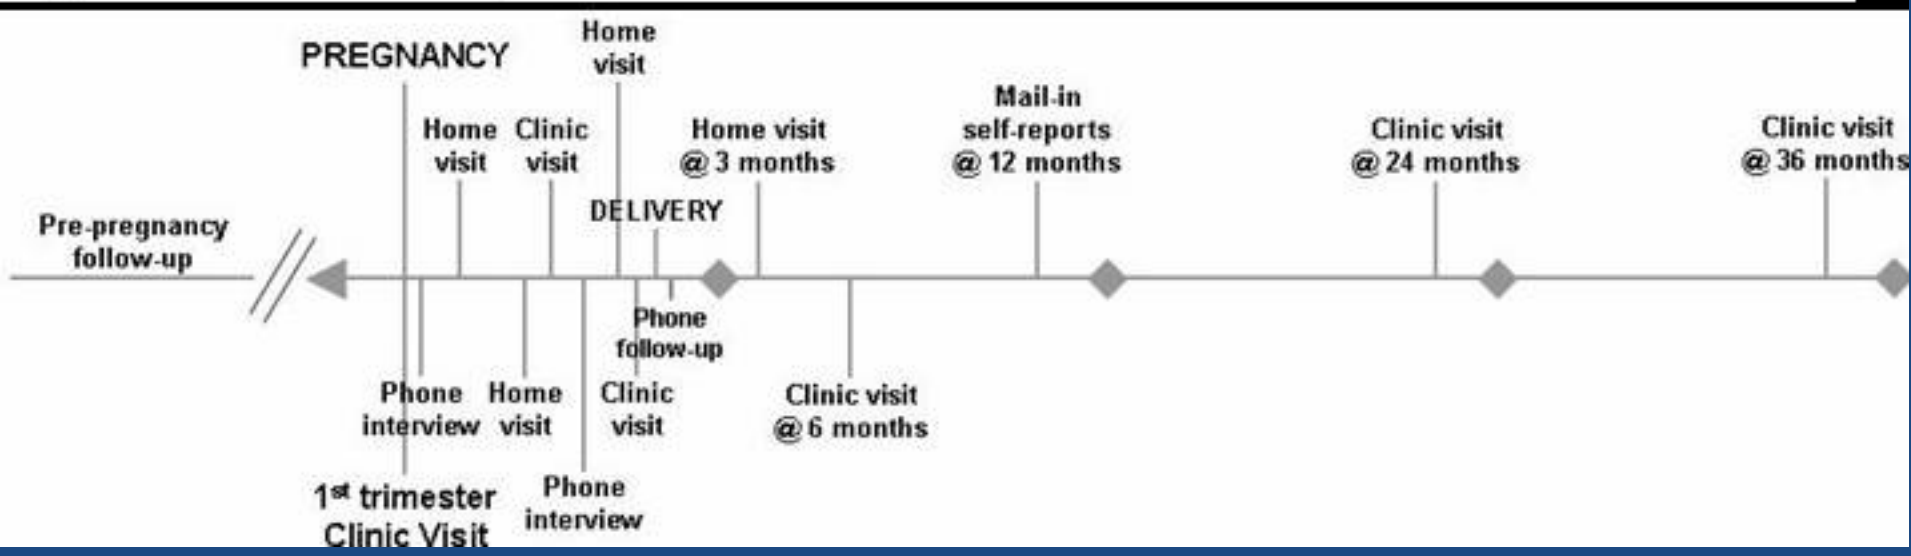 PREGNANCY
Home
visit
Home
visit
Clinic
visit
Home visit
@ 3 months
Mail-in
self-reports
@ 12 months
Clinic visit
@ 24 months
Clinic visit
@ 36 months
DELIVERY
Pre-pregnancy
follow-up
Phone
follow-up
Phone
interview
Home
visit
Clinic
visit
Clinic visit
@ 6 months
1st trimester
Clinic Visit
Phone
interview